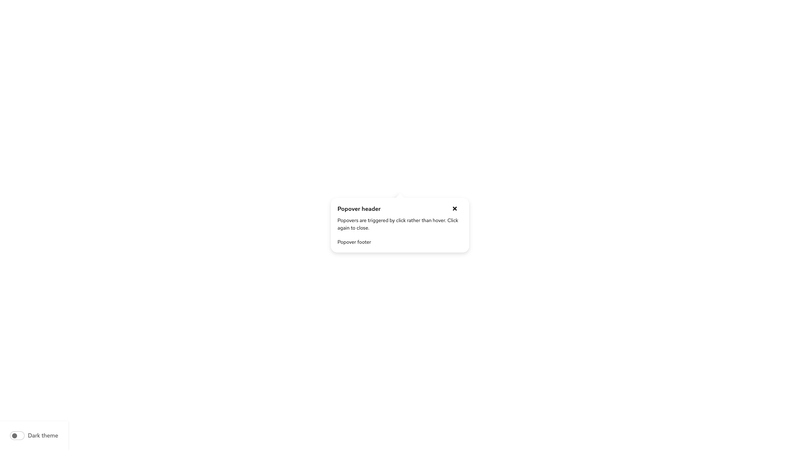 Popover header
Popovers are triggered by click rather than hover. Click
again to close.
Popover footer
Dark theme